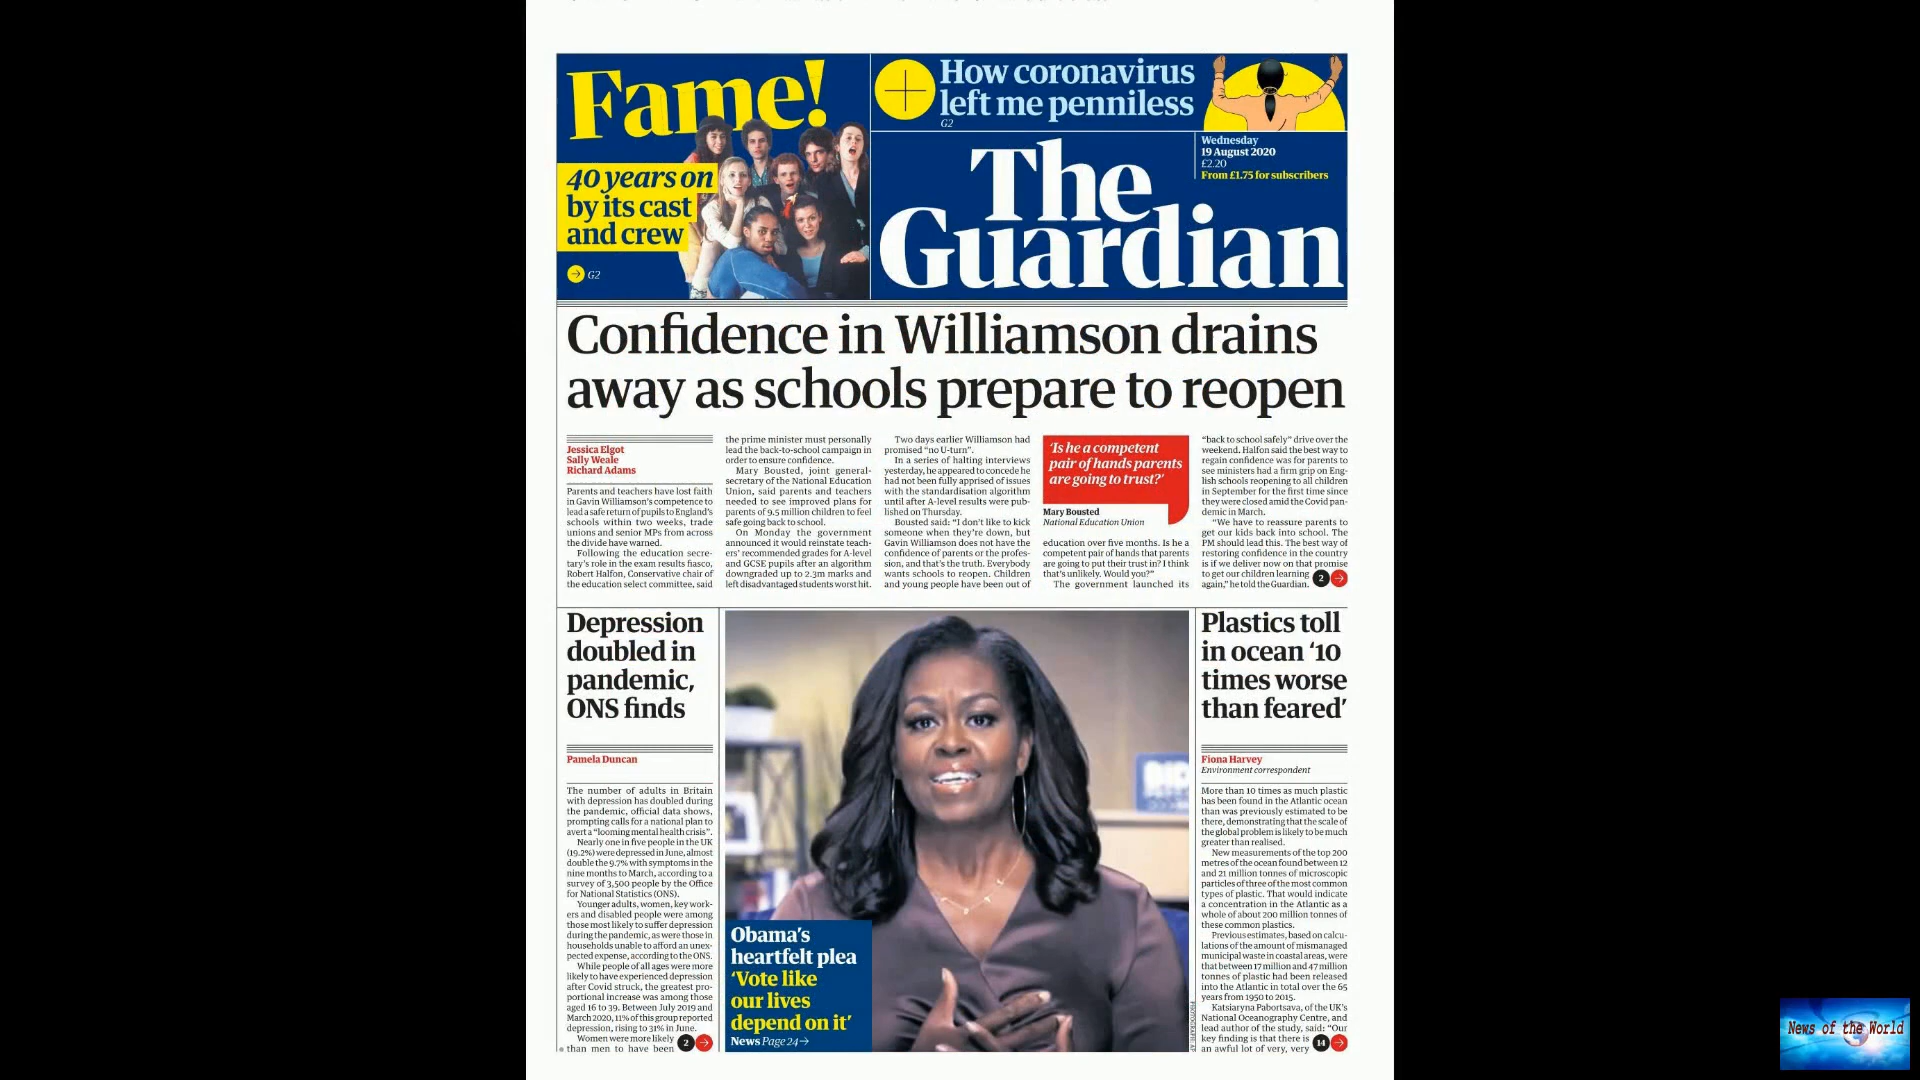 Fame!
40 years on
by its cast
and crew
G2
How coronavirus
left me penniless
G2
The
Guardian
Wednesday
19 August 2020
£2.20
From £1.75 for subscribers
Confidence in Williamson drains
away as schools prepare to reopen
Jessica Elgot
Sally Weale
Richard Adams
Parents and teachers have lost faith
in Gavin Williamson's competence to
lead a safe return of pupils to England's
schools within two weeks, trade
unions and senior MPs from across
the divide have warned.
Following the education secre-
tary's role in the exam results fiasco,
Robert Halfon, Conservative chair of
the education select committee, said
the prime minister must personally
lead the back-to-school campaign in
order to ensure confidence.
Mary Bousted, joint general-
secretary of the National Education
Union, said parents and teachers
needed to see improved plans for
parents of 9.5 million children to feel
safe going back to school.
On Monday the government
announced it would reinstate teach-
ers' recommended grades for A-level
and GCSE pupils after an algorithm
downgraded up to 2.3m marks and
left disadvantaged students worst hit.
Two days earlier Williamson had
promised “no U-turn”.
In a series of halting interviews
yesterday, he appeared to concede he
had not been fully apprised of issues
with the standardisation algorithm
until after A-level results were pub-
lished on Thursday.
Bousted said: “I don't like to kick
someone when they're down, but
Gavin Williamson does not have the
confidence of parents or the profes-
sion, and that's the truth. Everybody
wants schools to reopen. Children
and young people have been out of
‘Is he a competent
pair of hands parents
are going to trust?’
Mary Bousted
National Education Union
education over five months. Is he a
competent pair of hands that parents
are going to put their trust in? I think
that's unlikely. Would you?”
The government launched its
“back to school safely” drive over the
weekend. Halfon said the best way to
regain confidence was for parents to
see ministers had a firm grip on Eng-
lish schools reopening to all children
in September for the first time since
they were closed amid the Covid pan-
demic in March.
“We have to reassure parents to
get our kids back into school. The
PM should lead this. The best way of
restoring confidence in the country
is if we deliver now on that promise
to get our children learning
again,” he told the Guardian.
2
Depression
doubled in
pandemic,
ONS finds
Pamela Duncan
The number of adults in Britain
with depression has doubled during
the pandemic, official data shows,
prompting calls for a national plan to
avert a “looming mental health crisis”.
Nearly one in five people in the UK
(19.2%) were depressed in June, almost
double the 9.7% with symptoms in the
nine months to March, according to a
survey of 3,500 people by the Office
for National Statistics (ONS).
Younger adults, women, key work-
ers and disabled people were among
those most likely to suffer depression
during the pandemic, as were those in
households unable to afford an unex-
pected expense, according to the ONS.
While people of all ages were more
likely to have experienced depression
after Covid struck, the greatest pro-
portional increase was among those
aged 16 to 39. Between July 2019 and
March 2020, 11% of this group reported
depression, rising to 31% in June.
Women were more likely
than men to have been
2
Obama's
heartfelt plea
‘Vote like
our lives
depend on it’
News Page 24
PHOTOGRAPH: AP
Plastics toll
in ocean ‘10
times worse
than feared’
Fiona Harvey
Environment correspondent
More than 10 times as much plastic
has been found in the Atlantic ocean
than was previously estimated to be
there, demonstrating that the scale of
the global problem is likely to be much
greater than realised.
New measurements of the top 200
metres of the ocean found between 12
and 21 million tonnes of microscopic
particles of three of the most common
types of plastic. That would indicate
a concentration in the Atlantic as a
whole of about 200 million tonnes of
these common plastics.
Previous estimates, based on calcu-
lations of the amount of mismanaged
municipal waste in coastal areas, were
that between 17 million and 47 million
tonnes of plastic had been released
into the Atlantic in total over the 65
years from 1950 to 2015.
Katsiaryna Pabortsava, of the UK's
National Oceanography Centre, and
lead author of the study, said: “Our
key finding is that there is
an awful lot of very, very
14
News of the World